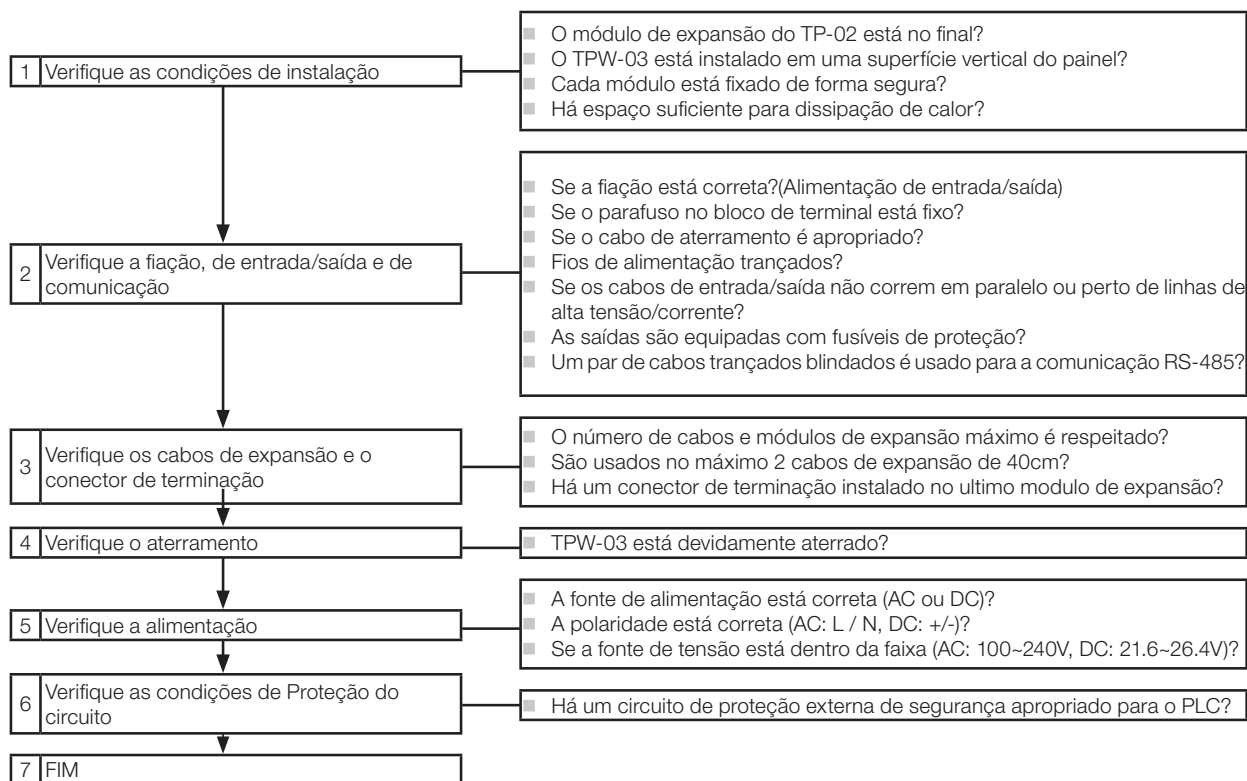 1 Verifique as condições de instalação
■ O módulo de expansão do TP-02 está no final?
■ O TPW-03 está instalado em uma superfície vertical do painel?
■ Cada módulo está fixado de forma segura?
■ Há espaço suficiente para dissipação de calor?
2 Verifique a fiação, de entrada/saída e de
comunicação
■ Se a fiação está correta?(Alimentação de entrada/saída)
■ Se o parafuso no bloco de terminal está fixo?
■ Se o cabo de aterramento é apropriado?
■ Fios de alimentação trançados?
■ Se os cabos de entrada/saída não correm em paralelo ou perto de linhas de
alta tensão/corrente?
■ As saídas são equipadas com fusíveis de proteção?
■ Um par de cabos trançados blindados é usado para a comunicação RS-485?
3 Verifique os cabos de expansão e o
conector de terminação
■ O número de cabos e módulos de expansão máximo é respeitado?
■ São usados no máximo 2 cabos de expansão de 40cm?
■ Há um conector de terminação instalado no ultimo modulo de expansão?
4 Verifique o aterramento
■ TPW-03 está devidamente aterrado?
5 Verifique a alimentação
■ A fonte de alimentação está correta (AC ou DC)?
■ A polaridade está correta (AC: L / N, DC: +/-)?
■ Se a fonte de tensão está dentro da faixa (AC: 100~240V, DC: 21.6~26.4V)?
6 Verifique as condições de Proteção do
circuito
■ Há um circuito de proteção externa de segurança apropriado para o PLC?
7 FIM